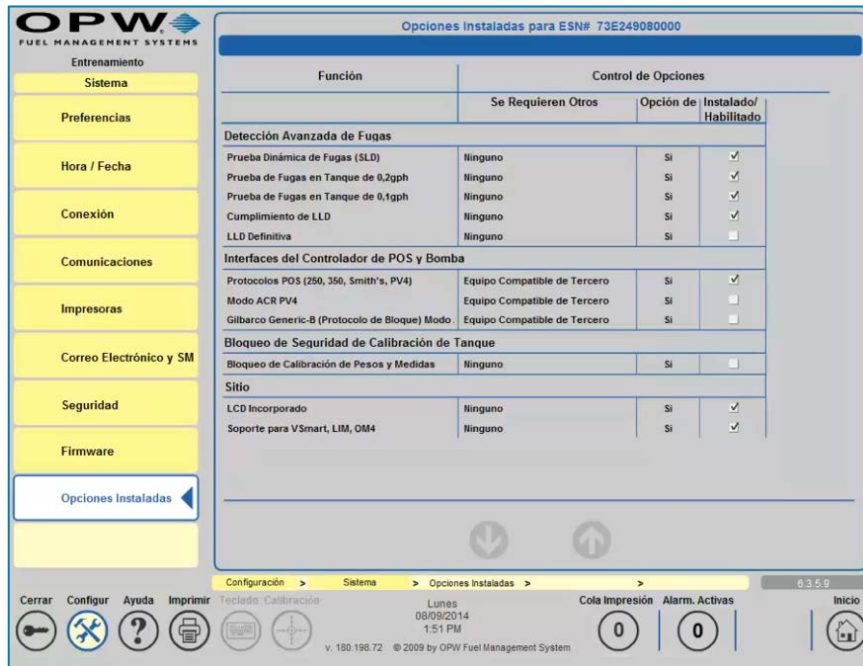 OPW
FUEL MANAGEMENT SYSTEMS
Entrenamiento
Sistema
Preferencias
Hora / Fecha
Conexión
Comunicaciones
Impresoras
Correo Electrónico y SM
Seguridad
Firmware
Opciones Instaladas
Opciones Instaladas para ESN# 73E249080000
Función Control de Opciones
Se Requieren Otros Opción de Instalado/
Habilitado
Detección Avanzada de Fugas
Prueba Dinámica de Fugas (SLD) Ninguno Si
Prueba de Fugas en Tanque de 0,2gph Ninguno Si
Prueba de Fugas en Tanque de 0,1gph Ninguno Si
Cumplimiento de LLD Ninguno Si
LLD Definitiva Ninguno Si
Interfaces del Controlador de POS y Bomba
Protocolos POS (250, 350, Smith's, PV4) Equipo Compatible de Tercero Si
Modo ACR PV4 Equipo Compatible de Tercero Si
Gilbarco Generic-B (Protocolo de Bloque) Modo . Equipo Compatible de Tercero Si
Bloqueo de Seguridad de Calibración de Tanque
Bloqueo de Calibración de Pesos y Medidas Ninguno Si
Sitio
LCD Incorporado Ninguno Si
Soporte para VSmart, LIM, OM4 Ninguno Si
Configuración > Sistema > Opciones Instaladas > > 6.3.5.9
Cerrar Configur Ayuda Imprimir Teclado Calibración
Lunes
08/09/2014
1:51 PM
v. 180.198.72 © 2009 by OPW Fuel Management System
Cola Impresión Alarm. Activas Inicio
0 0